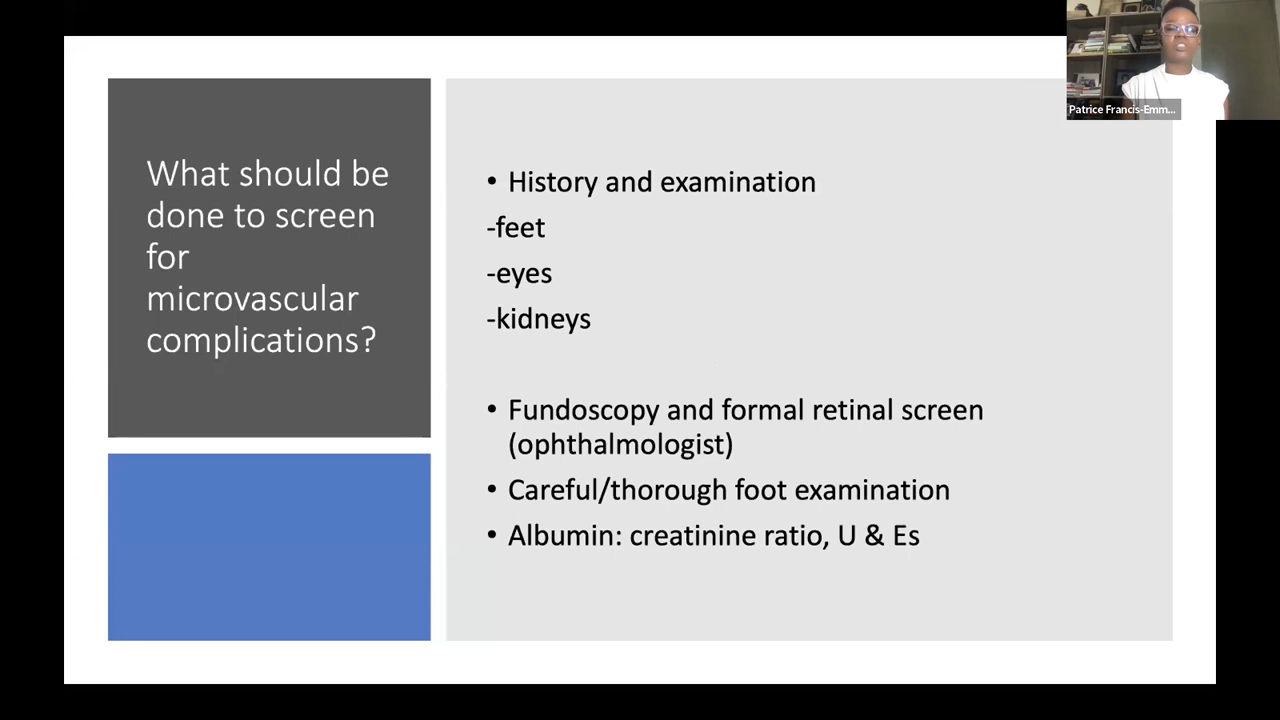 Patrice Francis-Emm...
What should be
done to screen
for
microvascular
complications?
• History and examination
-feet
-eyes
-kidneys
• Fundoscopy and formal retinal screen
(ophthalmologist)
• Careful/thorough foot examination
• Albumin: creatinine ratio, U & Es